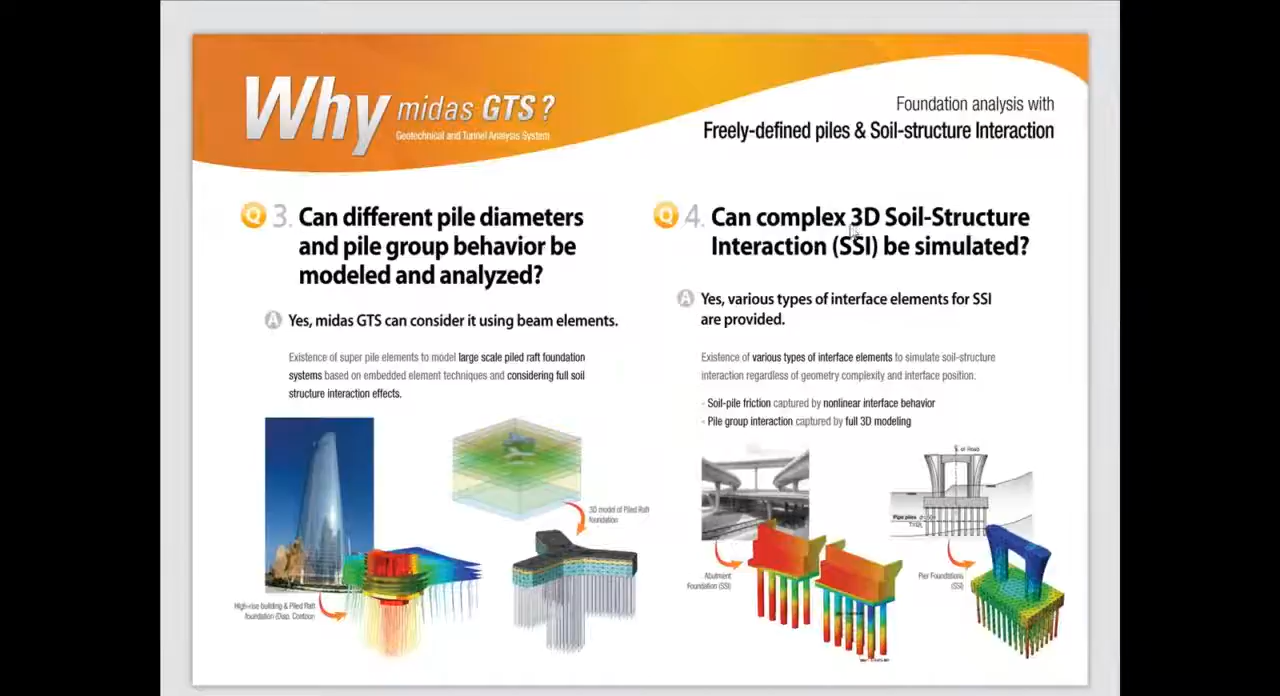 Why midas GTS?
Geotechnical and Tunnel Analysis System
Foundation analysis with
Freely-defined piles & Soil-structure Interaction
Q 3. Can different pile diameters
and pile group behavior be
modeled and analyzed?
A Yes, midas GTS can consider it using beam elements.
Existence of super pile elements to model large scale piled raft foundation
systems based on embedded element techniques and considering full soil
structure interaction effects.
3D model of Piled Raft
foundation
High-rise building & Piled Raft
foundation (Disp. Contour
Q 4. Can complex 3D Soil-Structure
Interaction (SSI) be simulated?
A Yes, various types of interface elements for SSI
are provided.
Existence of various types of interface elements to simulate soil-structure
interaction regardless of geometry complexity and interface position.
- Soil-pile friction captured by nonlinear interface behavior
- Pile group interaction captured by full 3D modeling
Pipe piles
Abutment
Foundation (SSI)
Pier Foundations
(SSI)